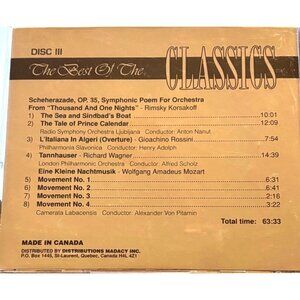 DISC III
The Best Of The
CLASSICS
Scheherazade, OP. 35, Symphonic Poem For Orchestra
From "Thousand And One Nights" - Rimsky Korsakoff
1) The Sea and Sindbad's Boat 10:01
2) The Tale of Prince Calendar 12:09
Radio Symphony Orchestra Ljubljana Conductor: Anton Nanut
3) L'Italiana In Algeri (Overture) - Gioachino Rossini 7:54
Philharmonia Slavonica Conductor: Henry Adolph
4) Tannhauser - Richard Wagner 14:39
London Philharmonic Orchestra Conductor: Alfred Scholz
Eine Kleine Nachtmusik - Wolfgang Amadeus Mozart
5) Movement No. 1 6:31
6) Movement No. 2 6:41
7) Movement No. 3 2:13
8) Movement No. 4 3:22
Camerata Labacensis Conductor: Alexander Von Pitamin
Total time: 63:33
MADE IN CANADA
DISTRIBUTED BY DISTRIBUTIONS MADACY INC.
P.O. Box 1445, St-Laurent, Quebec, Canada H4L 4Z1